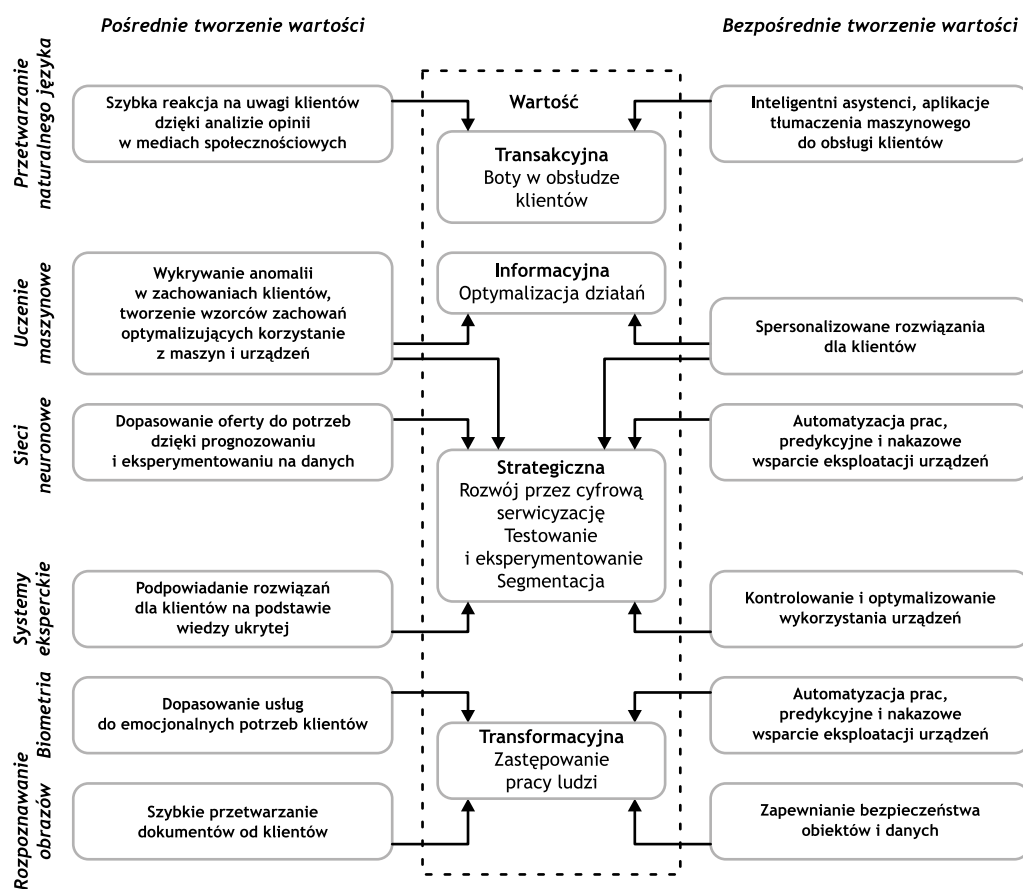 Pośrednie tworzenie wartości
Bezpośrednie tworzenie wartości
Przetwarzanie
naturalnego języka
Szybka reakcja na uwagi klientów
dzięki analizie opinii
w mediach społecznościowych
Wartość
Transakcyjna
Boty w obsłudze
klientów
Inteligentni asystenci, aplikacje
tłumaczenia maszynowego
do obsługi klientów
Uczenie
maszynowe
Wykrywanie anomalii
w zachowaniach klientów,
tworzenie wzorców zachowań
optymalizujących korzystanie
z maszyn i urządzeń
Informacyjna
Optymalizacja działań
Spersonalizowane rozwiązania
dla klientów
Sieci
neuronowe
Dopasowanie oferty do potrzeb
dzięki prognozowaniu
i eksperymentowaniu na danych
Strategiczna
Rozwój przez cyfrową
serwicyzację
Testowanie
i eksperymentowanie
Segmentacja
Automatyzacja prac,
predykcyjne i nakazowe
wsparcie eksploatacji urządzeń
Systemy
eksperckie
Podpowiadanie rozwiązań
dla klientów na podstawie
wiedzy ukrytej
Kontrolowanie i optymalizowanie
wykorzystania urządzeń
Biometria
Dopasowanie usług
do emocjonalnych potrzeb klientów
Transformacyjna
Zastępowanie
pracy ludzi
Automatyzacja prac,
predykcyjne i nakazowe
wsparcie eksploatacji urządzeń
Rozpoznawanie
obrazów
Szybkie przetwarzanie
dokumentów od klientów
Zapewnianie bezpieczeństwa
obiektów i danych